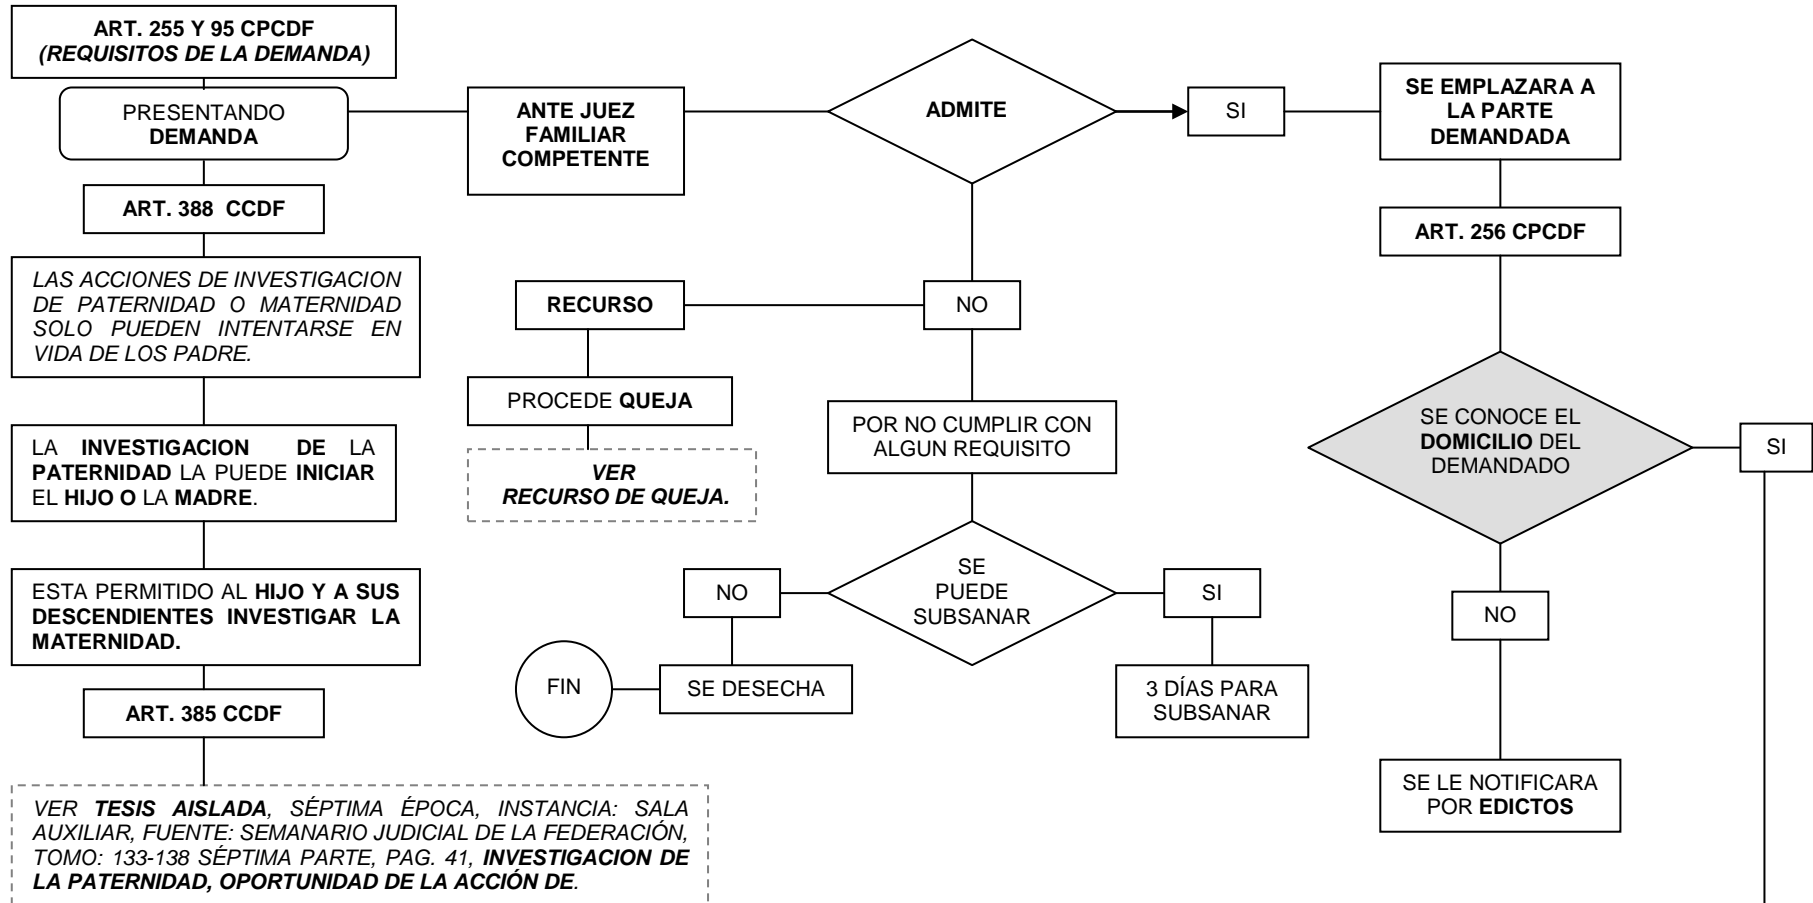 ART. 255 Y 95 CPCDF
(REQUISITOS DE LA DEMANDA)
PRESENTANDO
DEMANDA
ART. 388 CCDF
LAS ACCIONES DE INVESTIGACION
DE PATERNIDAD O MATERNIDAD
SOLO PUEDEN INTENTARSE EN
VIDA DE LOS PADRE.
LA INVESTIGACION DE LA
PATERNIDAD LA PUEDE INICIAR
EL HIJO O LA MADRE.
ESTA PERMITIDO AL HIJO Y A SUS
DESCENDIENTES INVESTIGAR LA
MATERNIDAD.
ART. 385 CCDF
VER TESIS AISLADA, SÉPTIMA ÉPOCA, INSTANCIA: SALA
AUXILIAR, FUENTE: SEMANARIO JUDICIAL DE LA FEDERACIÓN,
TOMO: 133-138 SÉPTIMA PARTE, PAG. 41, INVESTIGACION DE
LA PATERNIDAD, OPORTUNIDAD DE LA ACCIÓN DE.
ANTE JUEZ
FAMILIAR
COMPETENTE
ADMITE
SI
SE EMPLAZARA A
LA PARTE
DEMANDADA
ART. 256 CPCDF
NO
RECURSO
PROCEDE QUEJA
VER
RECURSO DE QUEJA.
POR NO CUMPLIR CON
ALGUN REQUISITO
SE
PUEDE
SUBSANAR
NO
SE DESECHA
FIN
SI
3 DÍAS PARA
SUBSANAR
SE CONOCE EL
DOMICILIO DEL
DEMANDADO
SI
NO
SE LE NOTIFICARA
POR EDICTOS